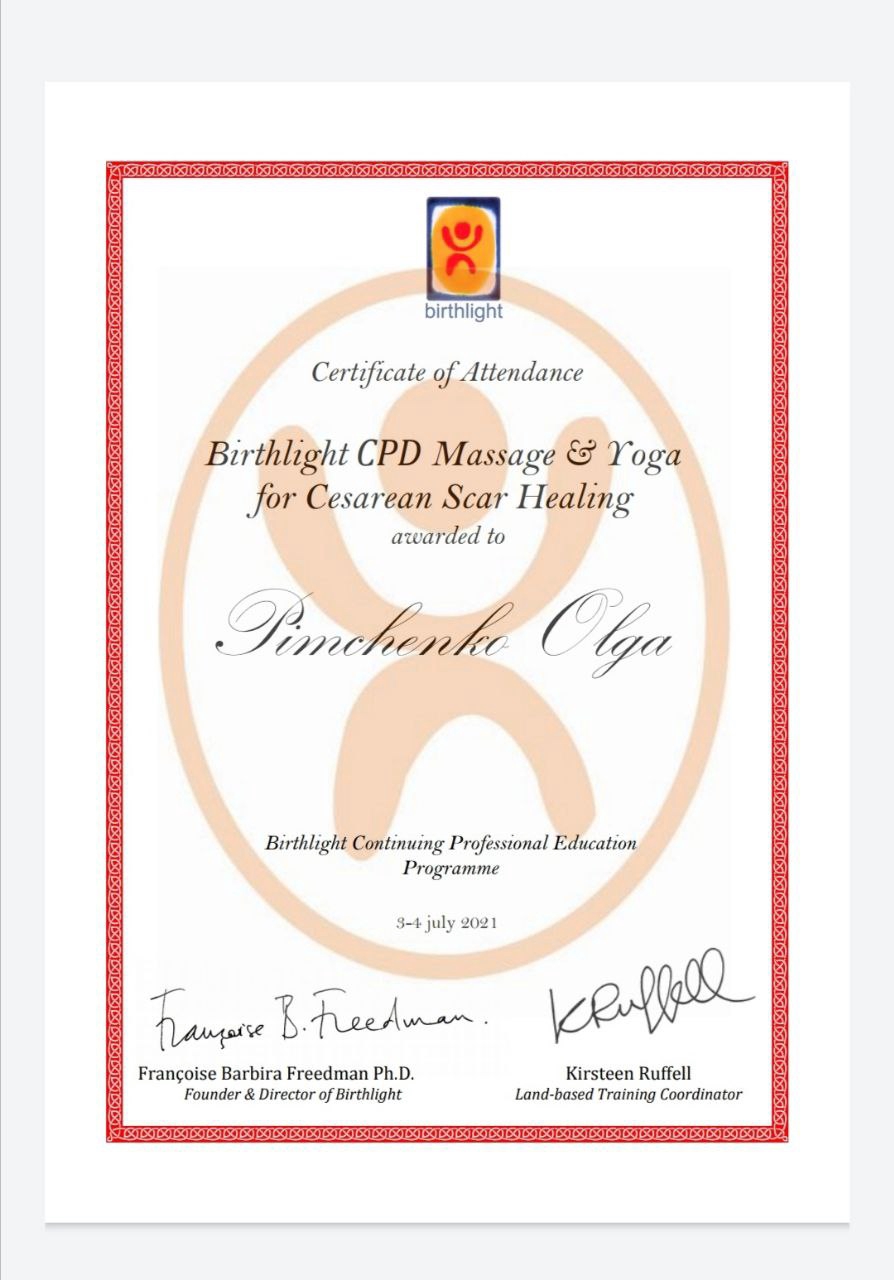 birthlight
Certificate of Attendance
Birthlight CPD Massage & Yoga
for Cesarean Scar Healing
awarded to
Pimchenko Olga
Birthlight Continuing Professional Education
Programme
3-4 july 2021
Françoise B. Freedman.
KRuffell
Françoise Barbira Freedman Ph.D.
Kirsteen Ruffell
Founder & Director of Birthlight
Land-based Training Coordinator